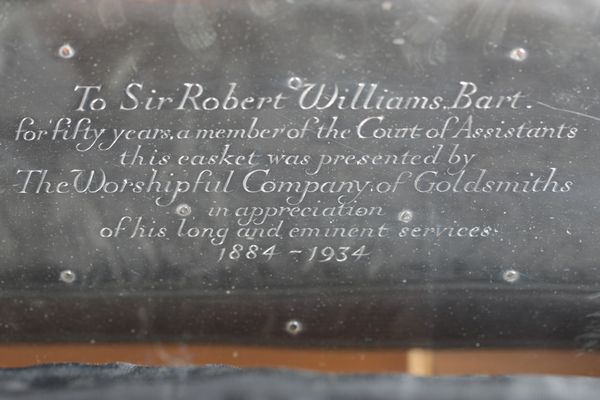 To Sir Robert Williams. Bart.
for fifty years, a member of the Court of Assistants
this casket was presented by
The Worshipful Company, of Goldsmiths
in appreciation
of his long and eminent services.
1884 - 1934